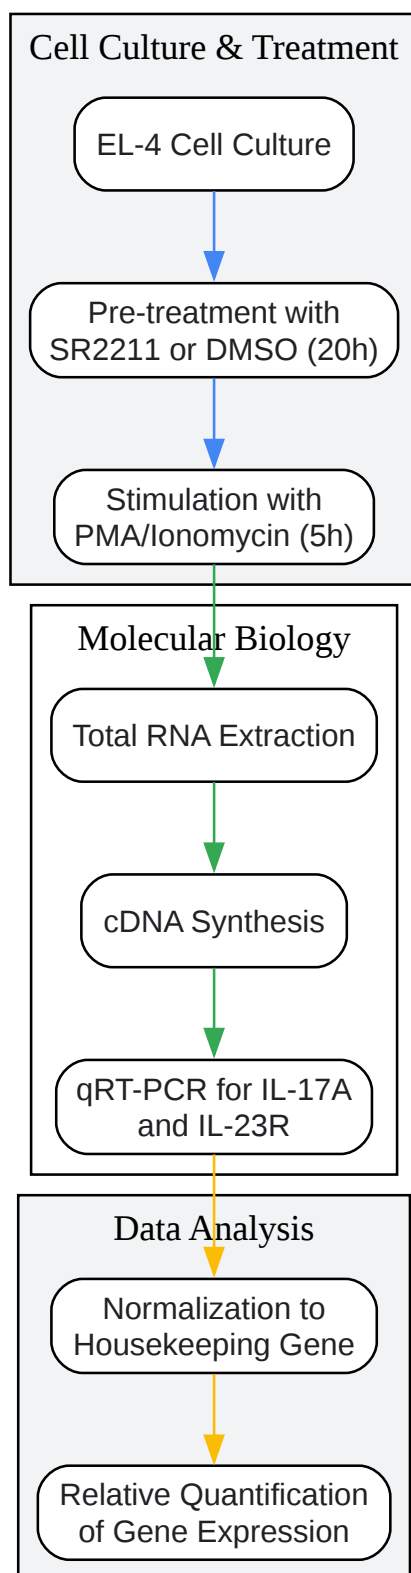 Cell Culture & Treatment
EL-4 Cell Culture
Pre-treatment with
SR2211 or DMSO (20h)
Stimulation with
PMA/Ionomycin (5h)
Molecular Biology
Total RNA Extraction
cDNA Synthesis
qRT-PCR for IL-17A
and IL-23R
Data Analysis
Normalization to
Housekeeping Gene
Relative Quantification
of Gene Expression